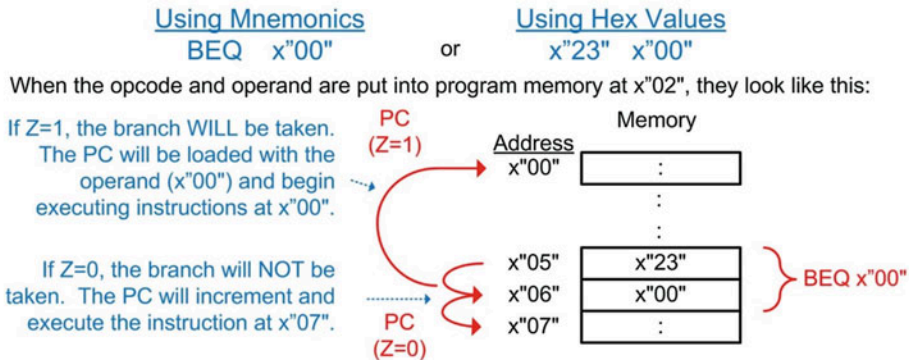 Using Mnemonics
BEQ x"00"
or
Using Hex Values
x"23" x"00"
When the opcode and operand are put into program memory at x"02", they look like this:
If Z=1, the branch WILL be taken.
The PC will be loaded with the
operand (x"00") and begin
executing instructions at x"00".
PC
(Z=1)
Memory
Address
x"00"
:
:
:
If Z=0, the branch will NOT be
taken. The PC will increment and
execute the instruction at x"07".
PC
(Z=0)
x"05" x"23"
x"06" x"00"
x"07" :
BEQ x"00"